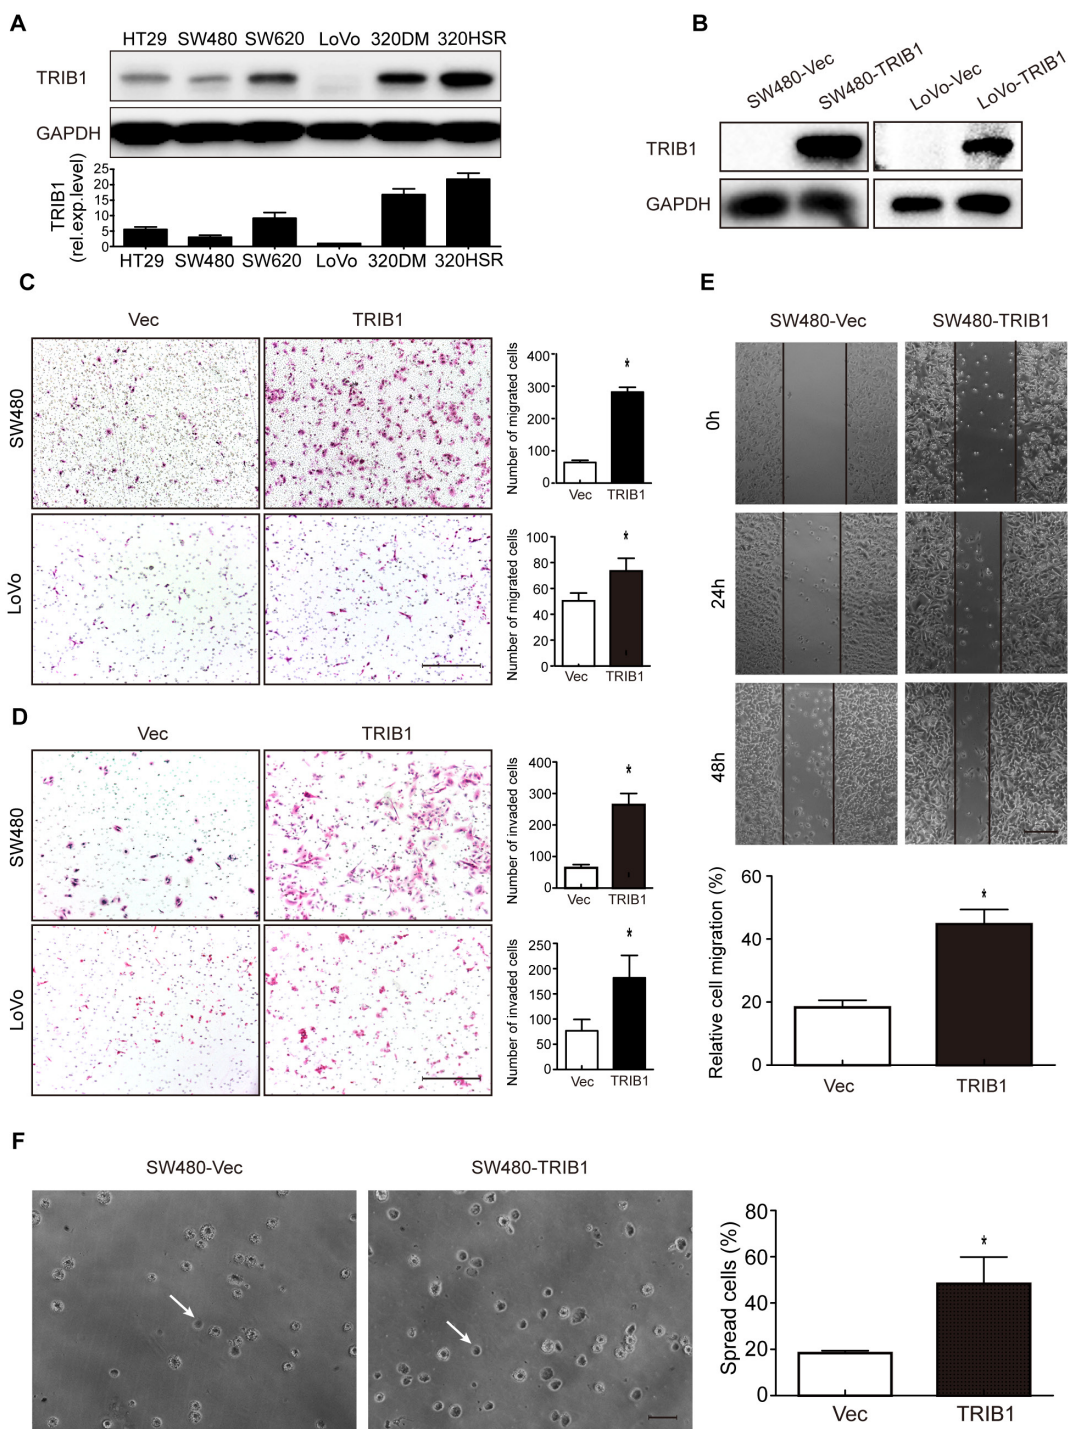 A
HT29 SW480 SW620 LoVo 320DM 320HSR
TRIB1
GAPDH
TRIB1
(rel.exp.level)
25
20
15
10
5
0
HT29 SW480 SW620 LoVo 320DM 320HSR
B
SW480-Vec SW480-TRIB1 LoVo-Vec LoVo-TRIB1
TRIB1
GAPDH
C
Vec TRIB1
SW480
Number of migrated cells
400
300
200
100
0
*
Vec TRIB1
LoVo
Number of migrated cells
100
80
60
40
20
0
*
Vec TRIB1
D
Vec TRIB1
SW480
Number of invaded cells
400
300
200
100
0
*
Vec TRIB1
LoVo
Number of invaded cells
250
200
150
100
50
0
*
Vec TRIB1
E
SW480-Vec SW480-TRIB1
0h
24h
48h
Relative cell migration (%)
60
40
20
0
*
Vec TRIB1
F
SW480-Vec SW480-TRIB1
Spread cells (%)
80
60
40
20
0
*
Vec TRIB1